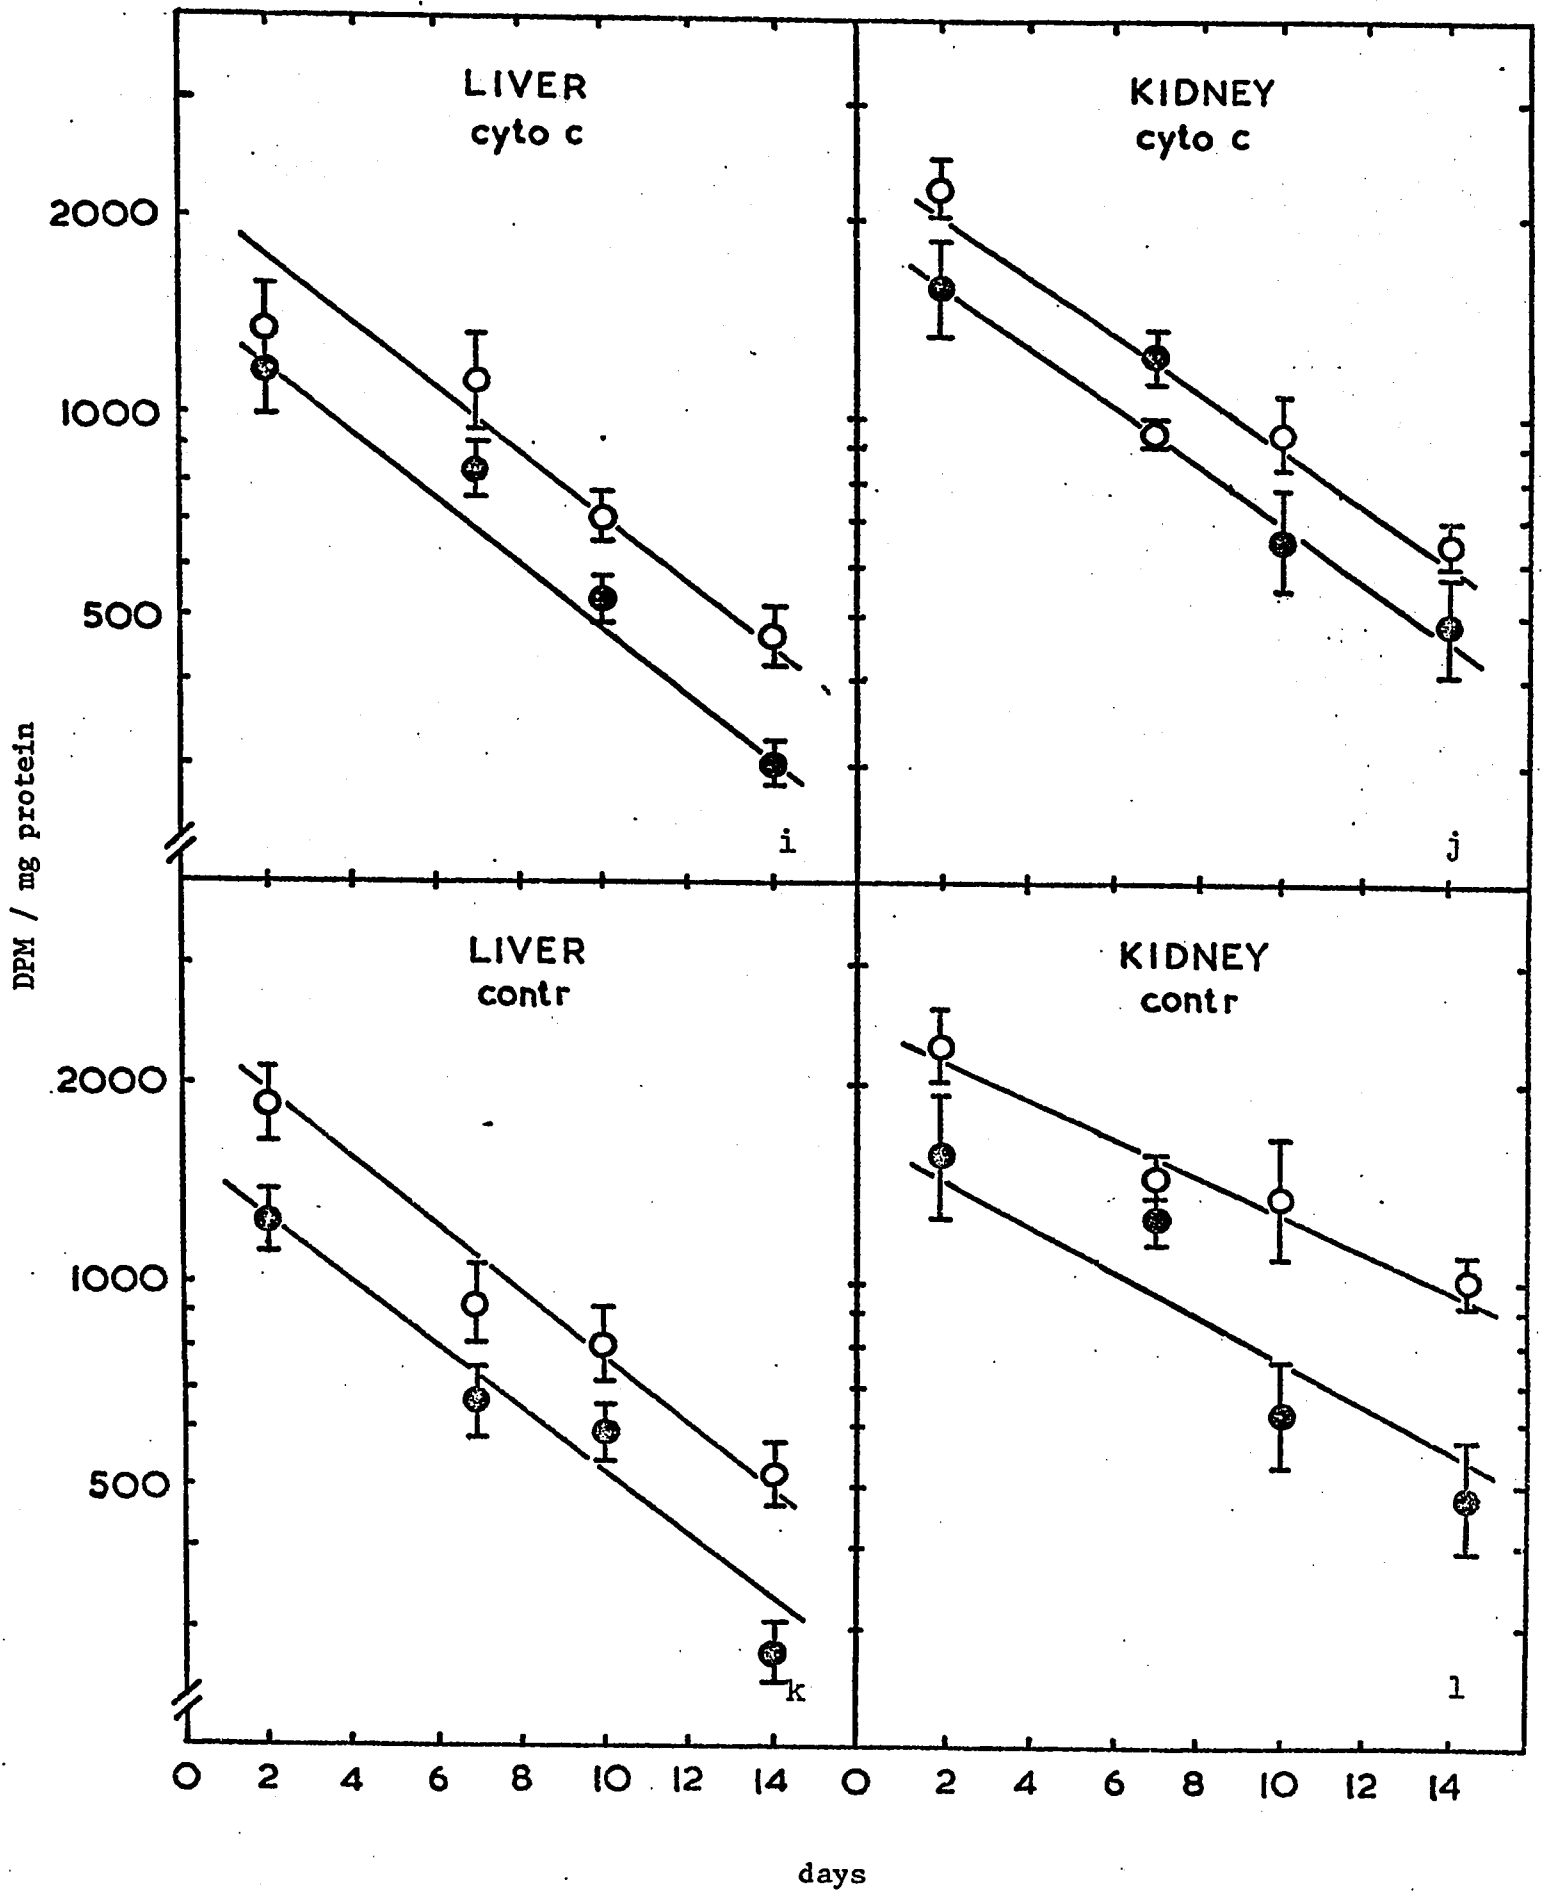 LIVER
cyto c
KIDNEY
cyto c
2000
1000
500
i
j
DPM / mg protein
LIVER
contr
KIDNEY
contr
2000
1000
500
k
l
0 2 4 6 8 10 12 14 0 2 4 6 8 10 12 14
days